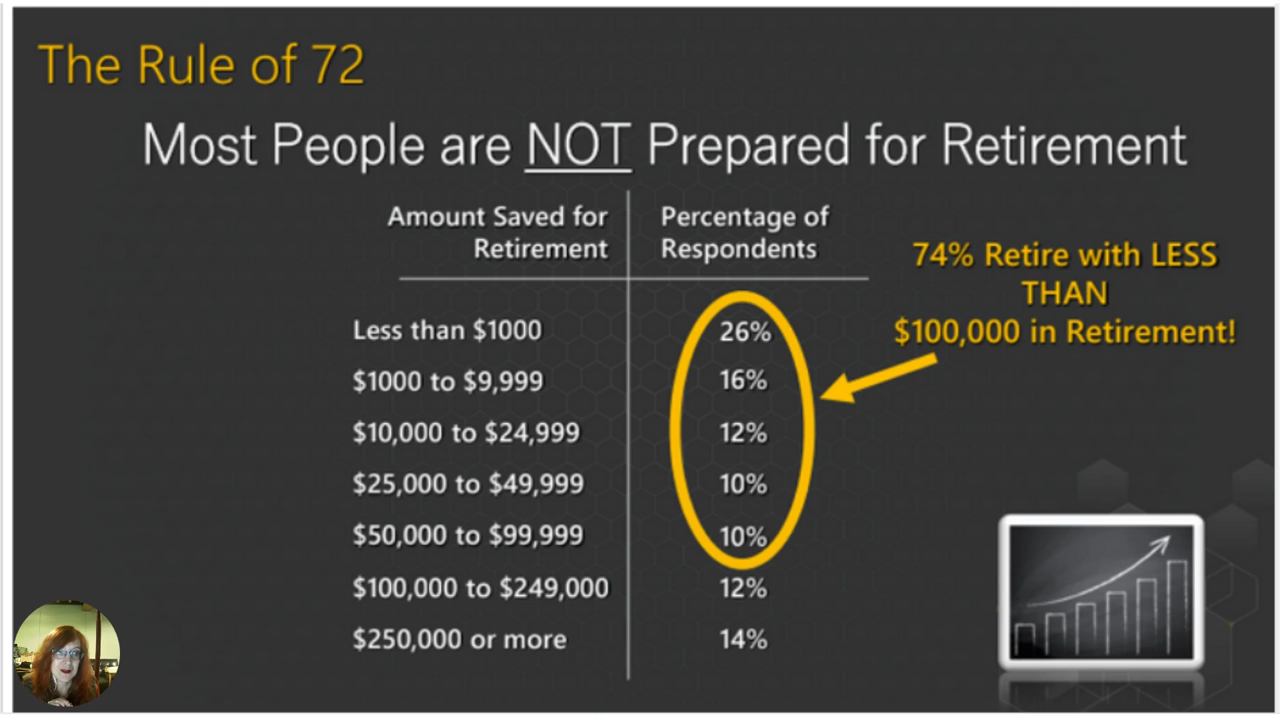 The Rule of 72
Most People are NOT Prepared for Retirement
Amount Saved for
Retirement
Percentage of
Respondents
74% Retire with LESS
THAN
$100,000 in Retirement!
Less than $1000 26%
$1000 to $9,999 16%
$10,000 to $24,999 12%
$25,000 to $49,999 10%
$50,000 to $99,999 10%
$100,000 to $249,000 12%
$250,000 or more 14%